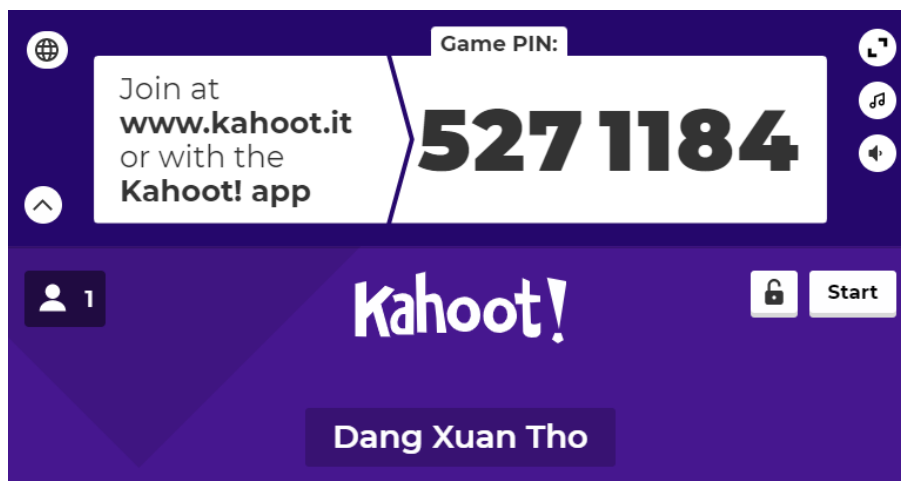 Game PIN:
Join at
www.kahoot.it
or with the
Kahoot! app
527 1184
1
Kahoot!
Start
Dang Xuan Tho